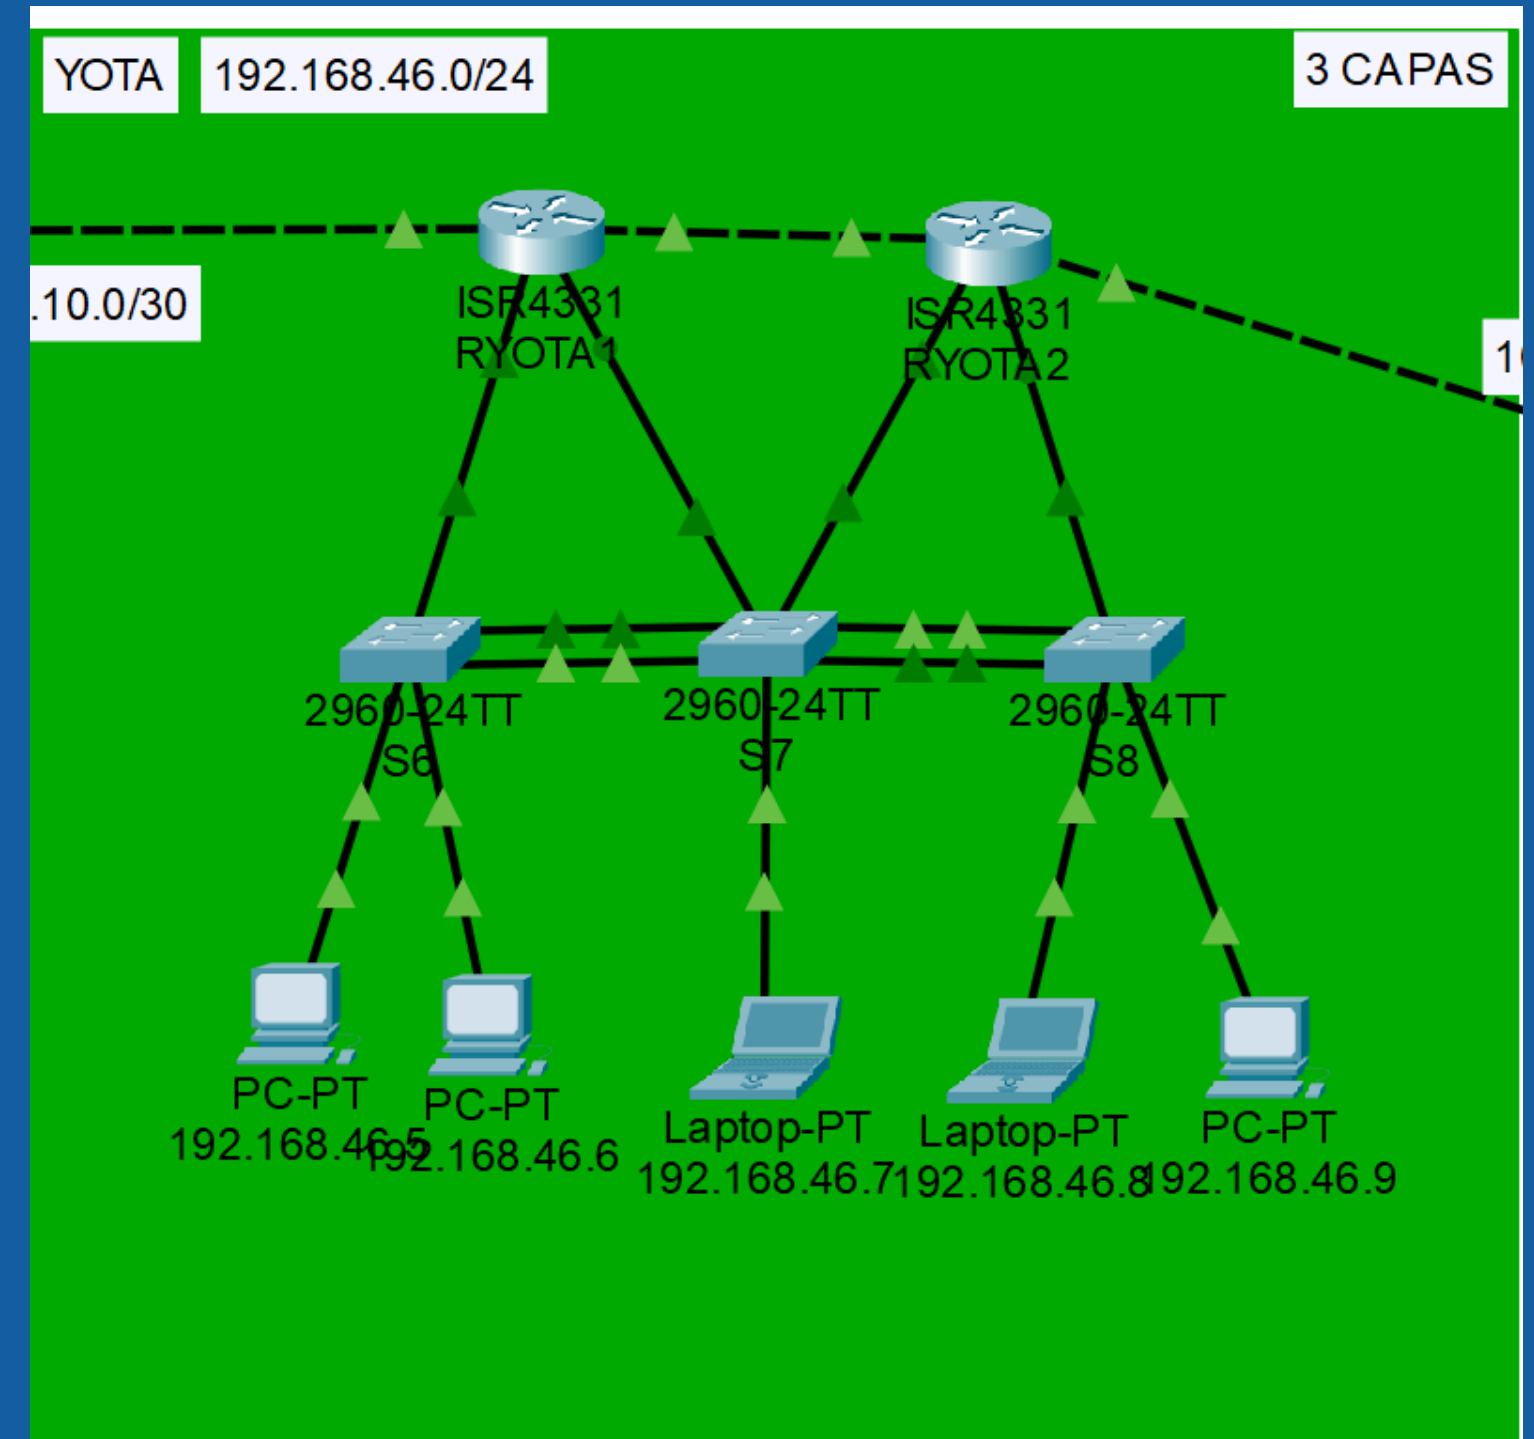 YOTA
192.168.46.0/24
3 CAPAS
.10.0/30
ISR4331
RYOTA1
ISR4331
RYOTA2
2960-24TT
S6
2960-24TT
S7
2960-24TT
S8
PC-PT
192.168.46.5
PC-PT
192.168.46.6
Laptop-PT
192.168.46.7
Laptop-PT
192.168.46.8
PC-PT
192.168.46.9